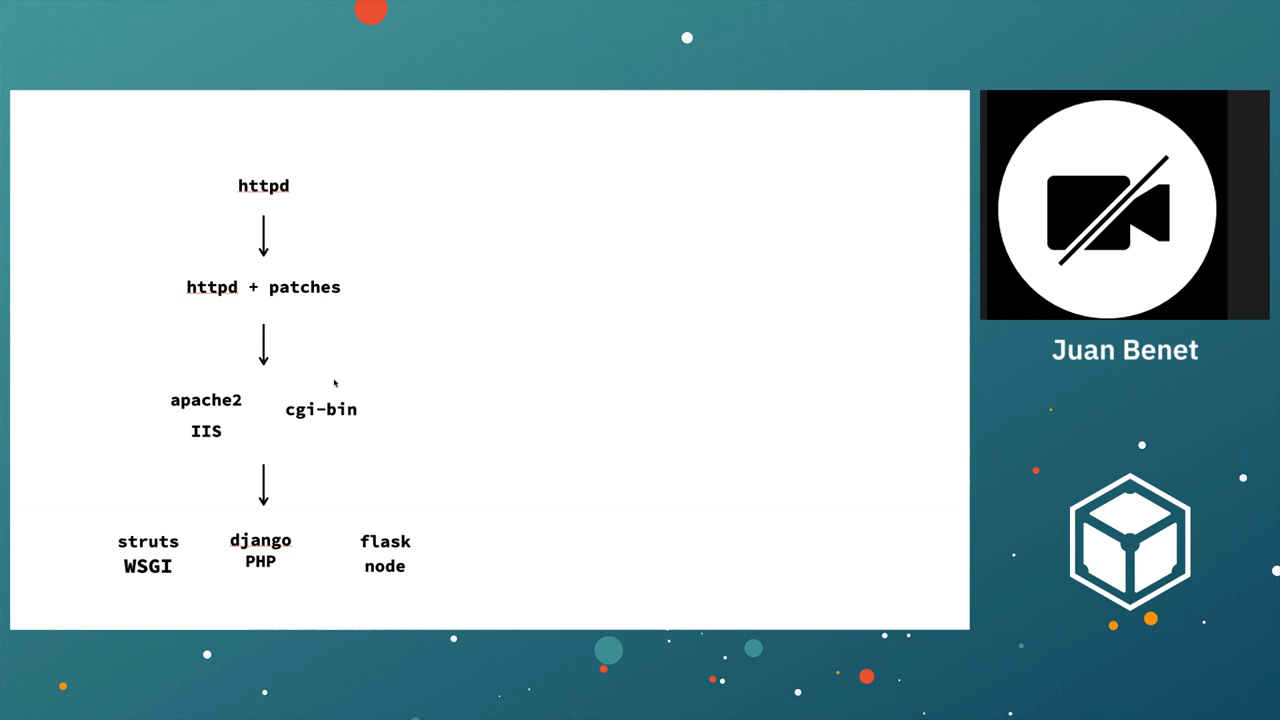 httpd
httpd + patches
apache2
cgi-bin
IIS
struts django flask
WSGI PHP node
Juan Benet